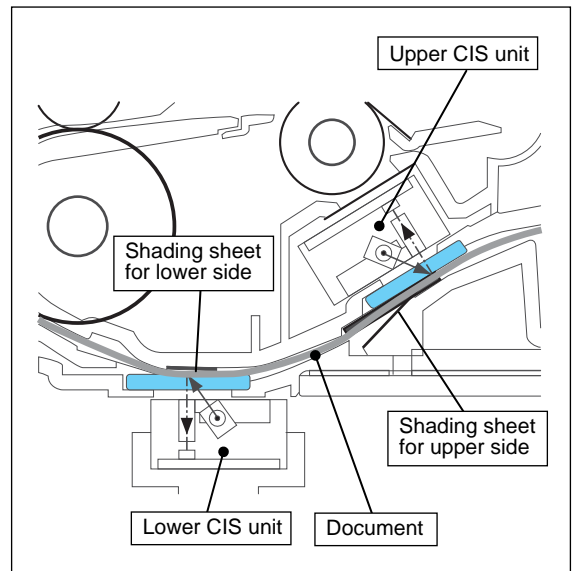 Upper CIS unit
Shading sheet
for lower side
Shading sheet
for upper side
Lower CIS unit
Document